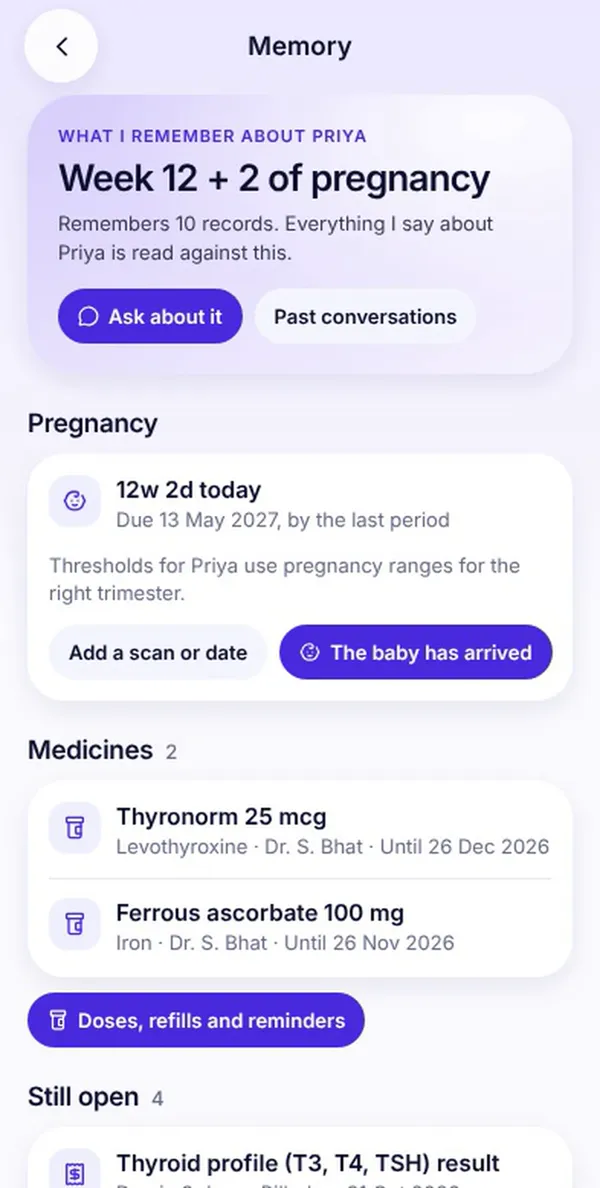 Memory
WHAT I REMEMBER ABOUT PRIYA
Week 12 + 2 of pregnancy
Remembers 10 records. Everything I say about
Priya is read against this.
Ask about it
Past conversations
Pregnancy
12w 2d today
Due 13 May 2027, by the last period
Thresholds for Priya use pregnancy ranges for the
right trimester.
Add a scan or date
The baby has arrived
Medicines 2
Thyronorm 25 mcg
Levothyroxine · Dr. S. Bhat · Until 26 Dec 2026
Ferrous ascorbate 100 mg
Iron · Dr. S. Bhat · Until 26 Nov 2026
Doses, refills and reminders
Still open 4
Thyroid profile (T3, T4, TSH) result